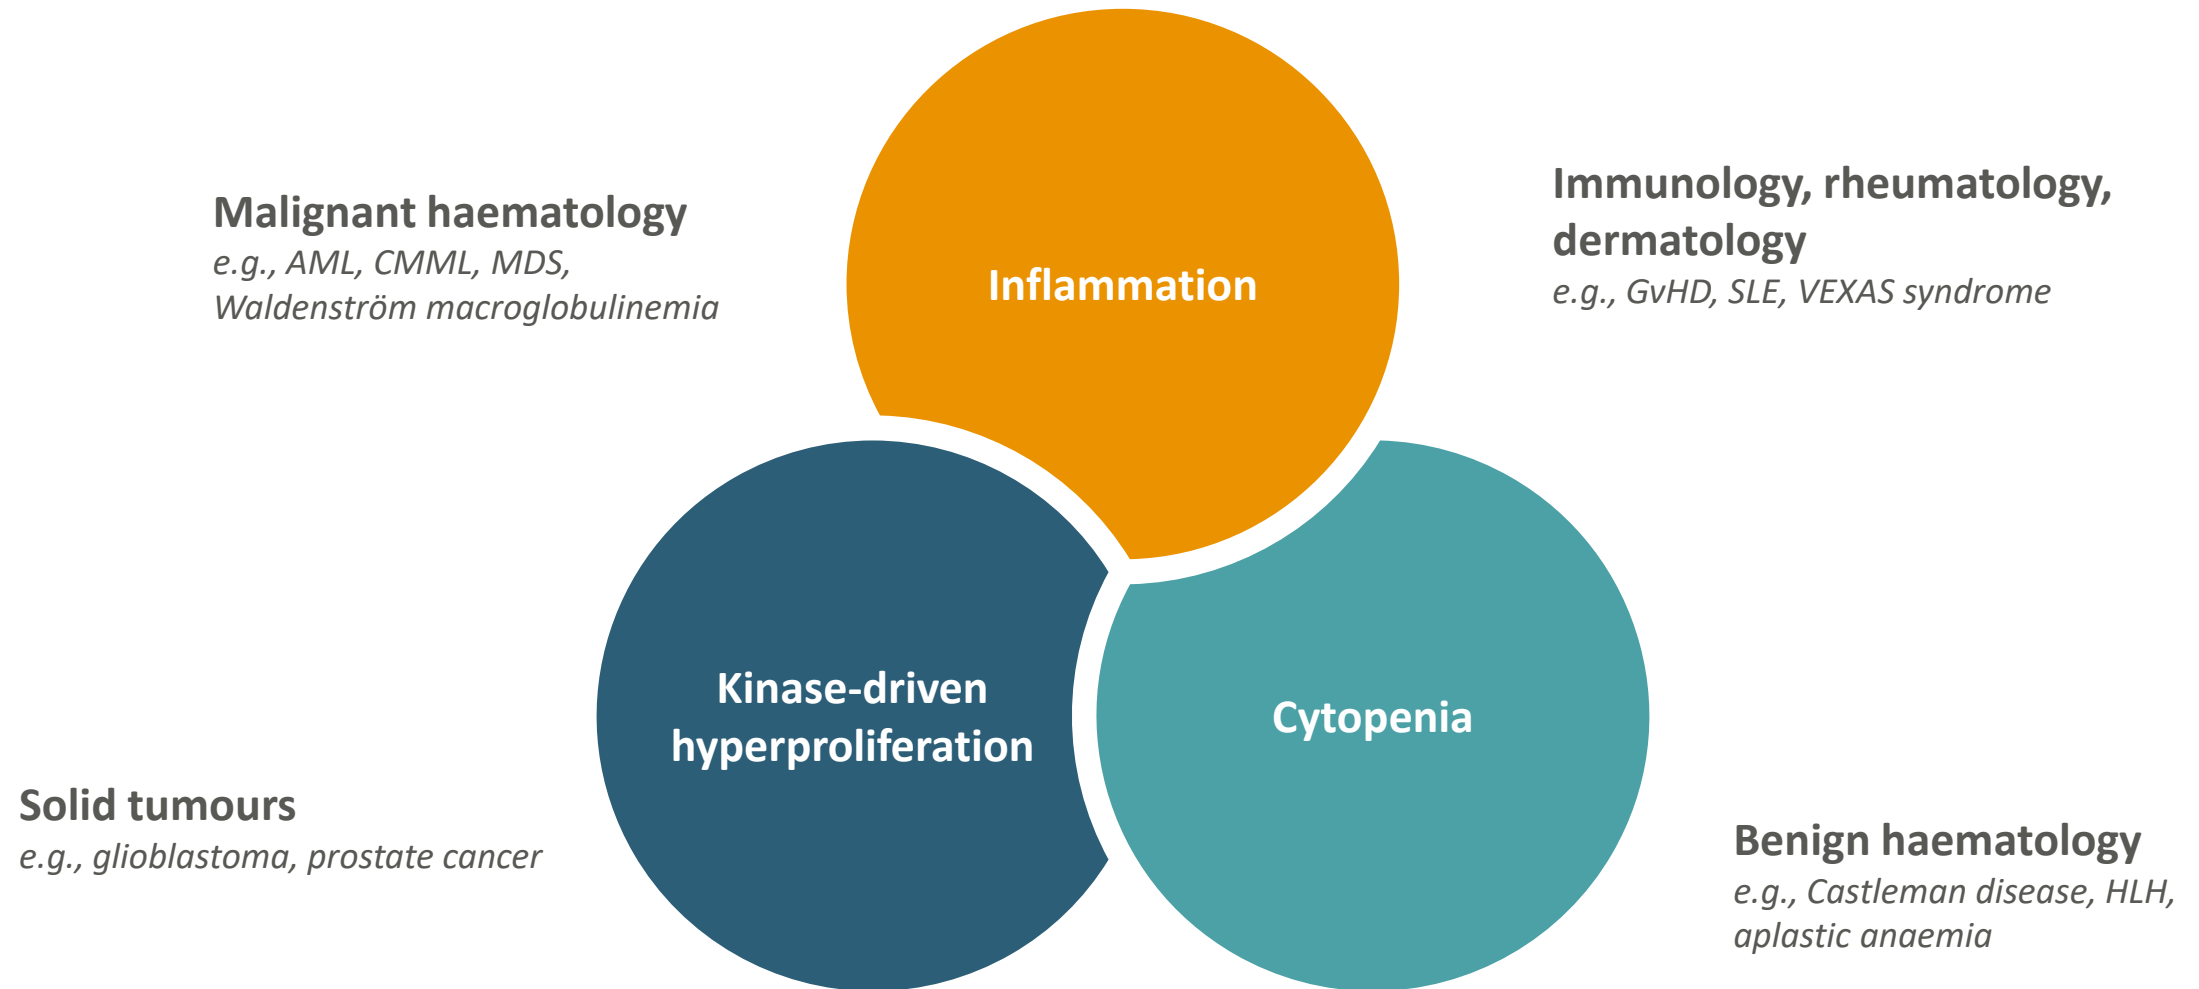 Malignant haematology
e.g., AML, CMML, MDS,
Waldenström macroglobulinemia
Inflammation
Immunology, rheumatology,
dermatology
e.g., GvHD, SLE, VEXAS syndrome
Kinase-driven
hyperproliferation
Cytopenia
Solid tumours
e.g., glioblastoma, prostate cancer
Benign haematology
e.g., Castleman disease, HLH,
aplastic anaemia